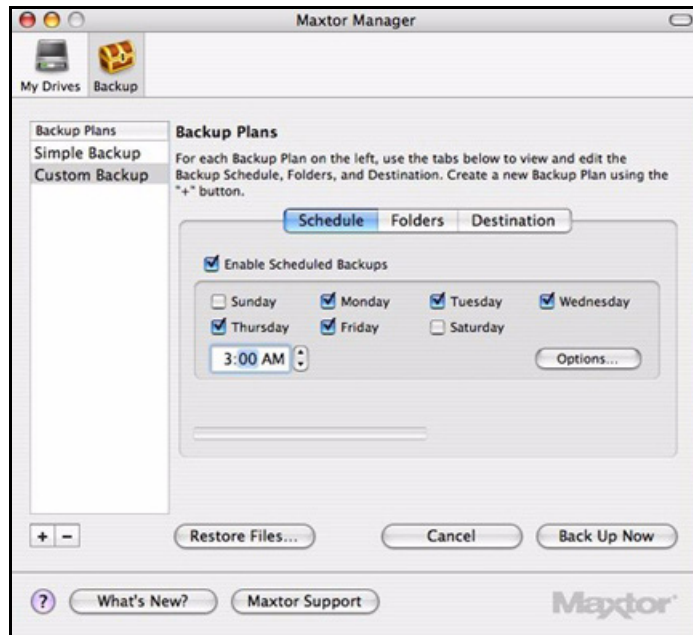 Maxtor Manager
My Drives Backup
Backup Plans
Simple Backup
Custom Backup
+ −
Backup Plans
For each Backup Plan on the left, use the tabs below to view and edit the
Backup Schedule, Folders, and Destination. Create a new Backup Plan using the
"+" button.
Schedule Folders Destination
Enable Scheduled Backups
Sunday Monday Tuesday Wednesday
Thursday Friday Saturday
3:00 AM Options...
Restore Files... Cancel Back Up Now
? What's New? Maxtor Support Maxtor